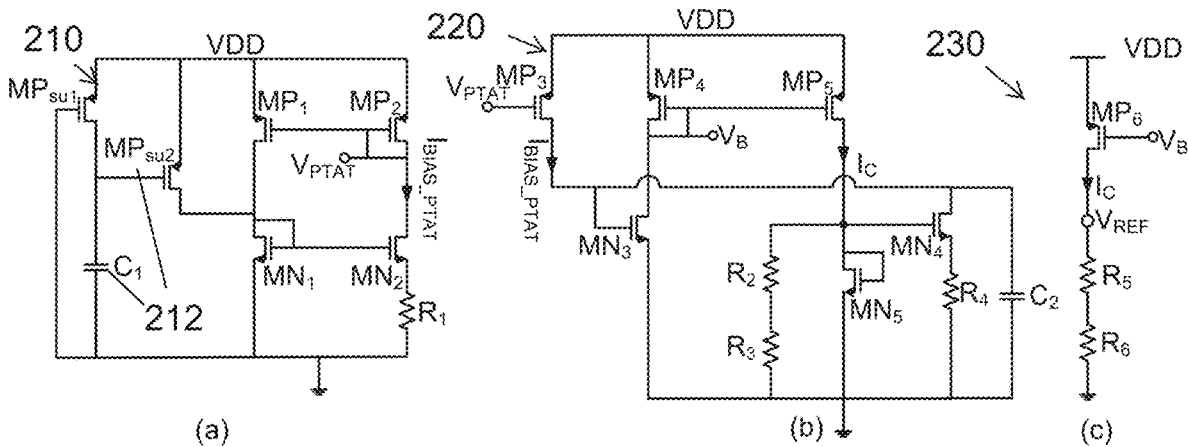 210
VDD
MPsu1
MP1
MP2
MPsu2
VPTAT
IBIAS_PTAT
C1
212
MN1
MN2
R1
(a)
220
VDD
MP3
VPTAT
MP4
MP5
VB
IBIAS_PTAT
IC
MN3
MN4
R2
MN5
R4
C2
R3
(b)
230
VDD
MP6
VB
IC
VREF
R5
R6
(c)